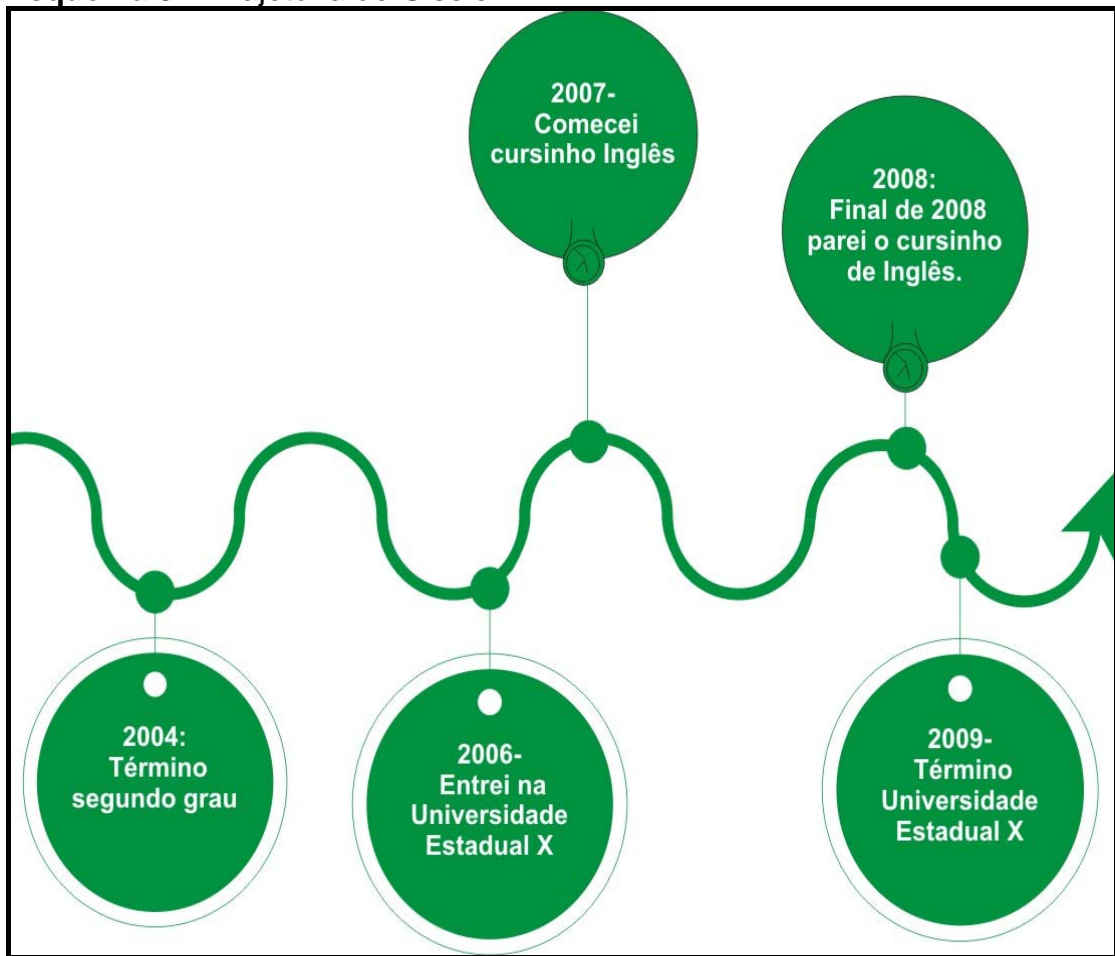 2007-
Comecei
cursinho Inglês
2008:
Final de 2008
parei o cursinho
de Inglês.
2004:
Término
segundo grau
2006-
Entrei na
Universidade
Estadual X
2009-
Término
Universidade
Estadual X